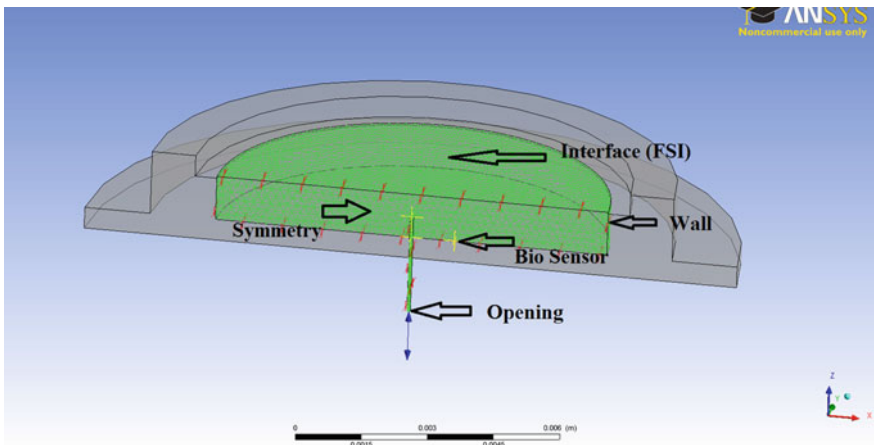 ANSYS
Noncommercial use only
Interface (FSI)
Wall
Symmetry
Bio Sensor
Opening
Z
Y
X
0 0.003 0.006 (m)
0.0015 0.0045